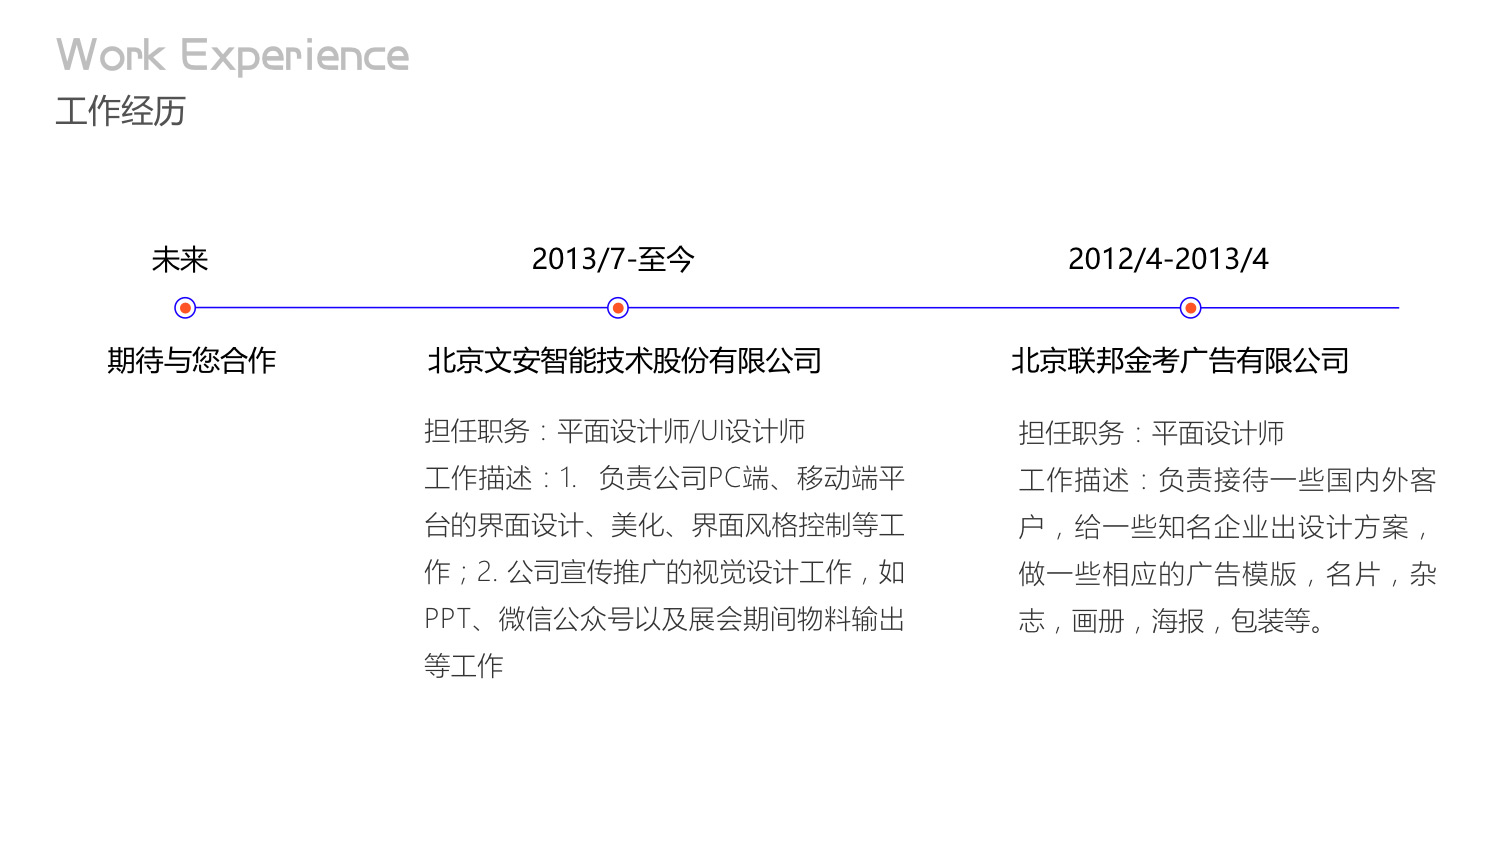 Work Experience
工作经历
未来
期待与您合作
2013/7-至今
北京文安智能技术股份有限公司
担任职务：平面设计师/UI设计师
工作描述：1. 负责公司PC端、移动端平
台的界面设计、美化、界面风格控制等工
作；2. 公司宣传推广的视觉设计工作，如
PPT、微信公众号以及展会期间物料输出
等工作
2012/4-2013/4
北京联邦金考广告有限公司
担任职务：平面设计师
工作描述：负责接待一些国内外客
户，给一些知名企业出设计方案，
做一些相应的广告模版，名片，杂
志，画册，海报，包装等。